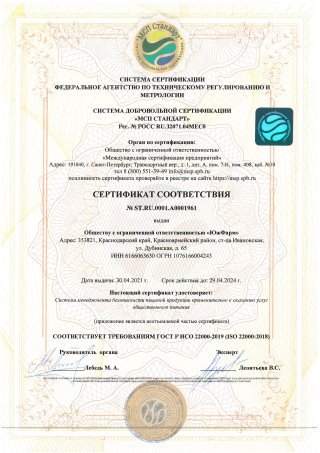 МСП Стандарт
СИСТЕМА СЕРТИФИКАЦИИ
ФЕДЕРАЛЬНОЕ АГЕНТСТВО ПО ТЕХНИЧЕСКОМУ РЕГУЛИРОВАНИЮ И
МЕТРОЛОГИИ
СИСТЕМА ДОБРОВОЛЬНОЙ СЕРТИФИКАЦИИ
«МСП СТАНДАРТ»
Рег. № РОСС RU.32071.04МЕС0
Орган по сертификации:
Общество с ограниченной ответственностью
«Международная сертификация предприятий»
Адрес: 191040, г. Санкт-Петербург, Транспортный пер., д. 1, лит. А, пом. 7-Н, пом. 408, каб. №10
тел 8 (800) 551-39-49 info@msp.spb.ru
подлинность сертификата проверяйте в реестре на сайте https://msp.spb.ru
СЕРТИФИКАТ СООТВЕТСТВИЯ
№ ST.RU.0001.A0001961
выдан
Общество с ограниченной ответственностью «ЮжФарм»
Адрес: 353821, Краснодарский край, Красноармейский район, ст-ца Ивановская,
ул. Дубинская, д. 65
ИНН 6166063630 ОГРН 1076166004243
Дата выдачи: 30.04.2021 г. Срок действия до: 29.04.2024 г.
Настоящий сертификат удостоверяет:
Система менеджмента безопасности пищевой продукции применительно к оказанию услуг
общественного питания
(приложение является неотъемлемой частью сертификата)
СООТВЕТСТВУЕТ ТРЕБОВАНИЯМ ГОСТ Р ИСО 22000-2019 (ISO 22000:2018)
Руководитель органа Эксперт
Лебедь М. А. Леонтьева В.С.